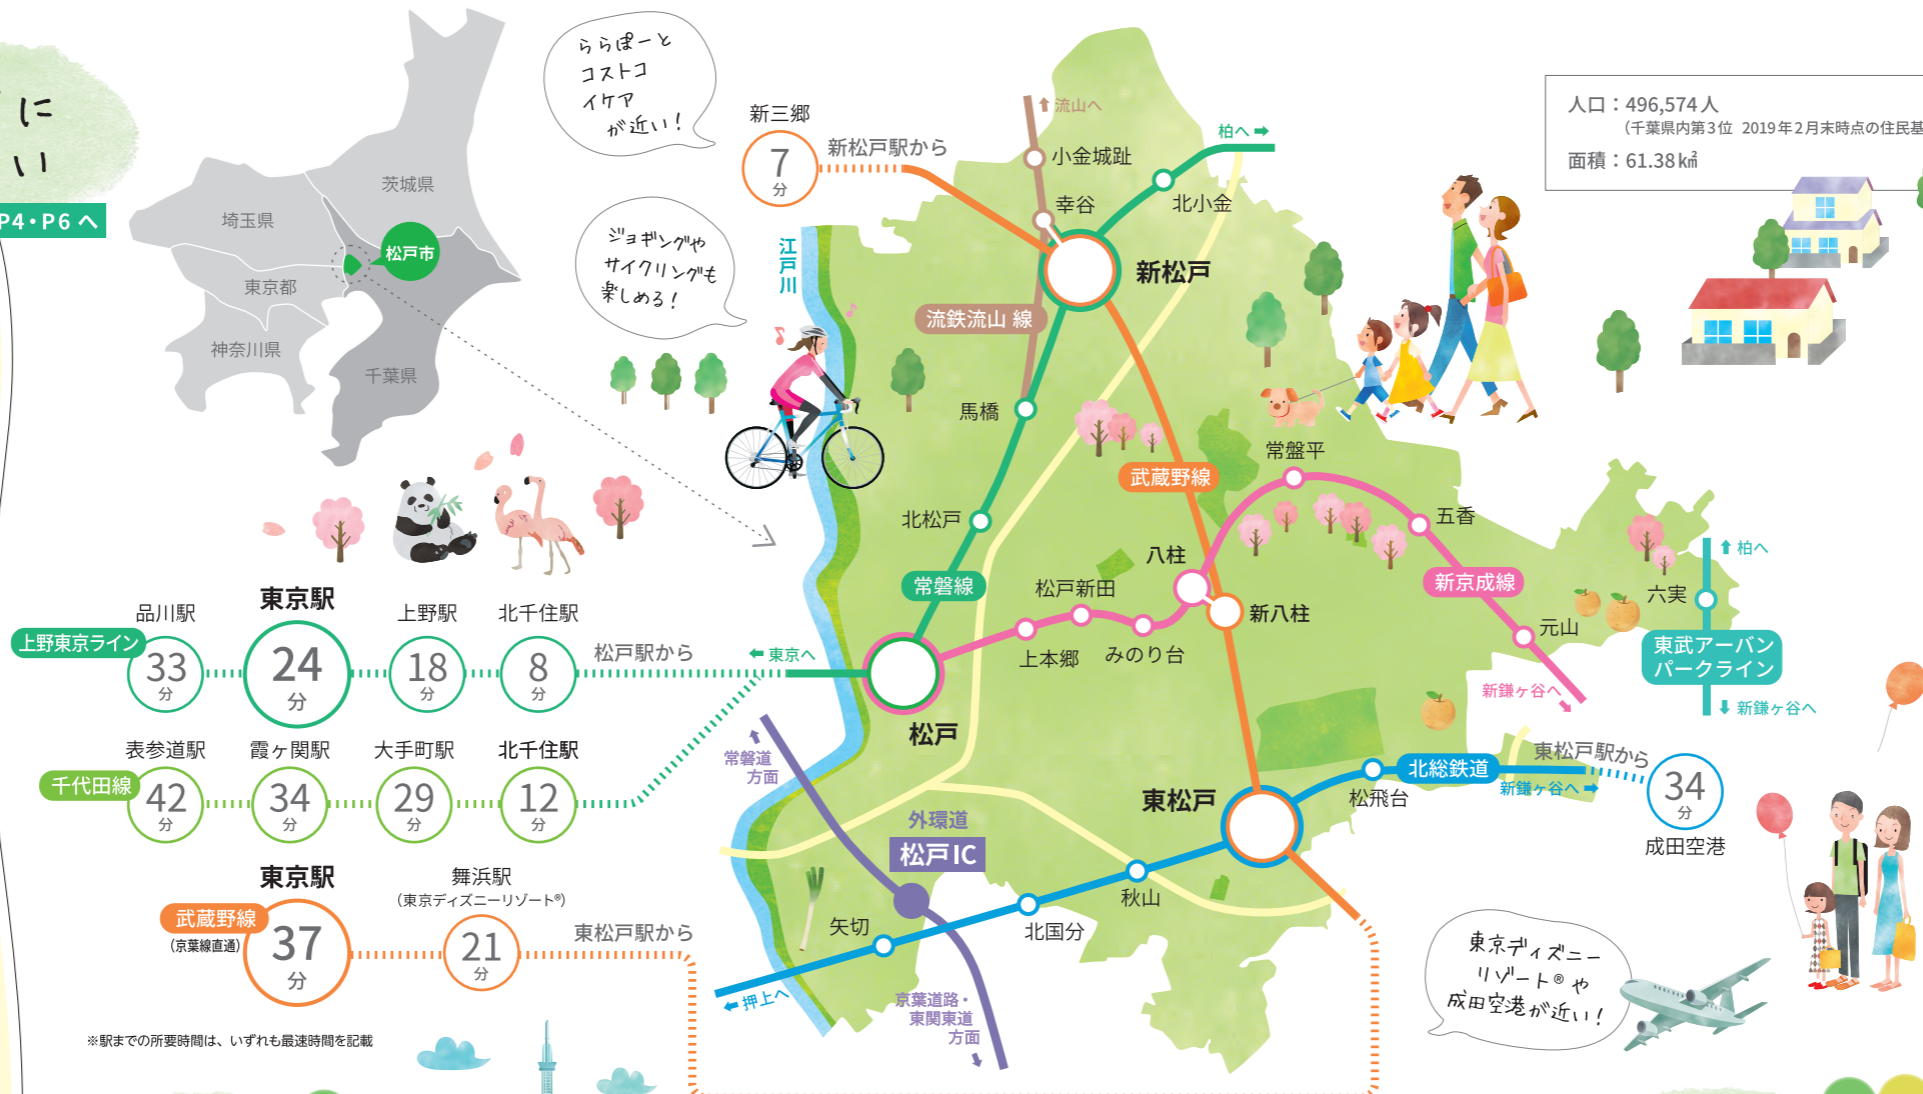 に
い
P4・P6 へ
茨城県
埼玉県
松戸市
東京都
神奈川県
千葉県
ららぽーと
コストコ
イケア
が近い！
ジョギングや
サイクリングも
楽しめる！
新三郷
7
分
新松戸駅から
流山へ
小金城趾
幸谷
柏へ
北小金
江戸川
新松戸
流鉄流山 線
馬橋
武蔵野線
常盤平
五香
北松戸
八柱
常磐線
松戸新田
新京成線
新八柱
上本郷
みのり台
元山
新鎌ヶ谷へ
松戸
人口：496,574人
（千葉県内第3位 2019年2月末時点の住民基
面積：61.38㎢
柏へ
六実
東武アーバン
パークライン
新鎌ヶ谷へ
上野東京ライン
品川駅
33
分
東京駅
24
分
上野駅
18
分
北千住駅
8
分
松戸駅から
東京へ
千代田線
表参道駅
42
分
霞ヶ関駅
34
分
大手町駅
29
分
北千住駅
12
分
武蔵野線
（京葉線直通）
東京駅
37
分
舞浜駅
（東京ディズニーリゾート®）
21
分
東松戸駅から
※駅までの所要時間は、いずれも最速時間を記載
常磐道
方面
外環道
松戸IC
京葉道路・
東関東道
方面
東松戸
松飛台
北総鉄道
新鎌ヶ谷へ
東松戸駅から
34
分
成田空港
秋山
北国分
矢切
押上へ
東京ディズニー
リゾート® や
成田空港が近い！